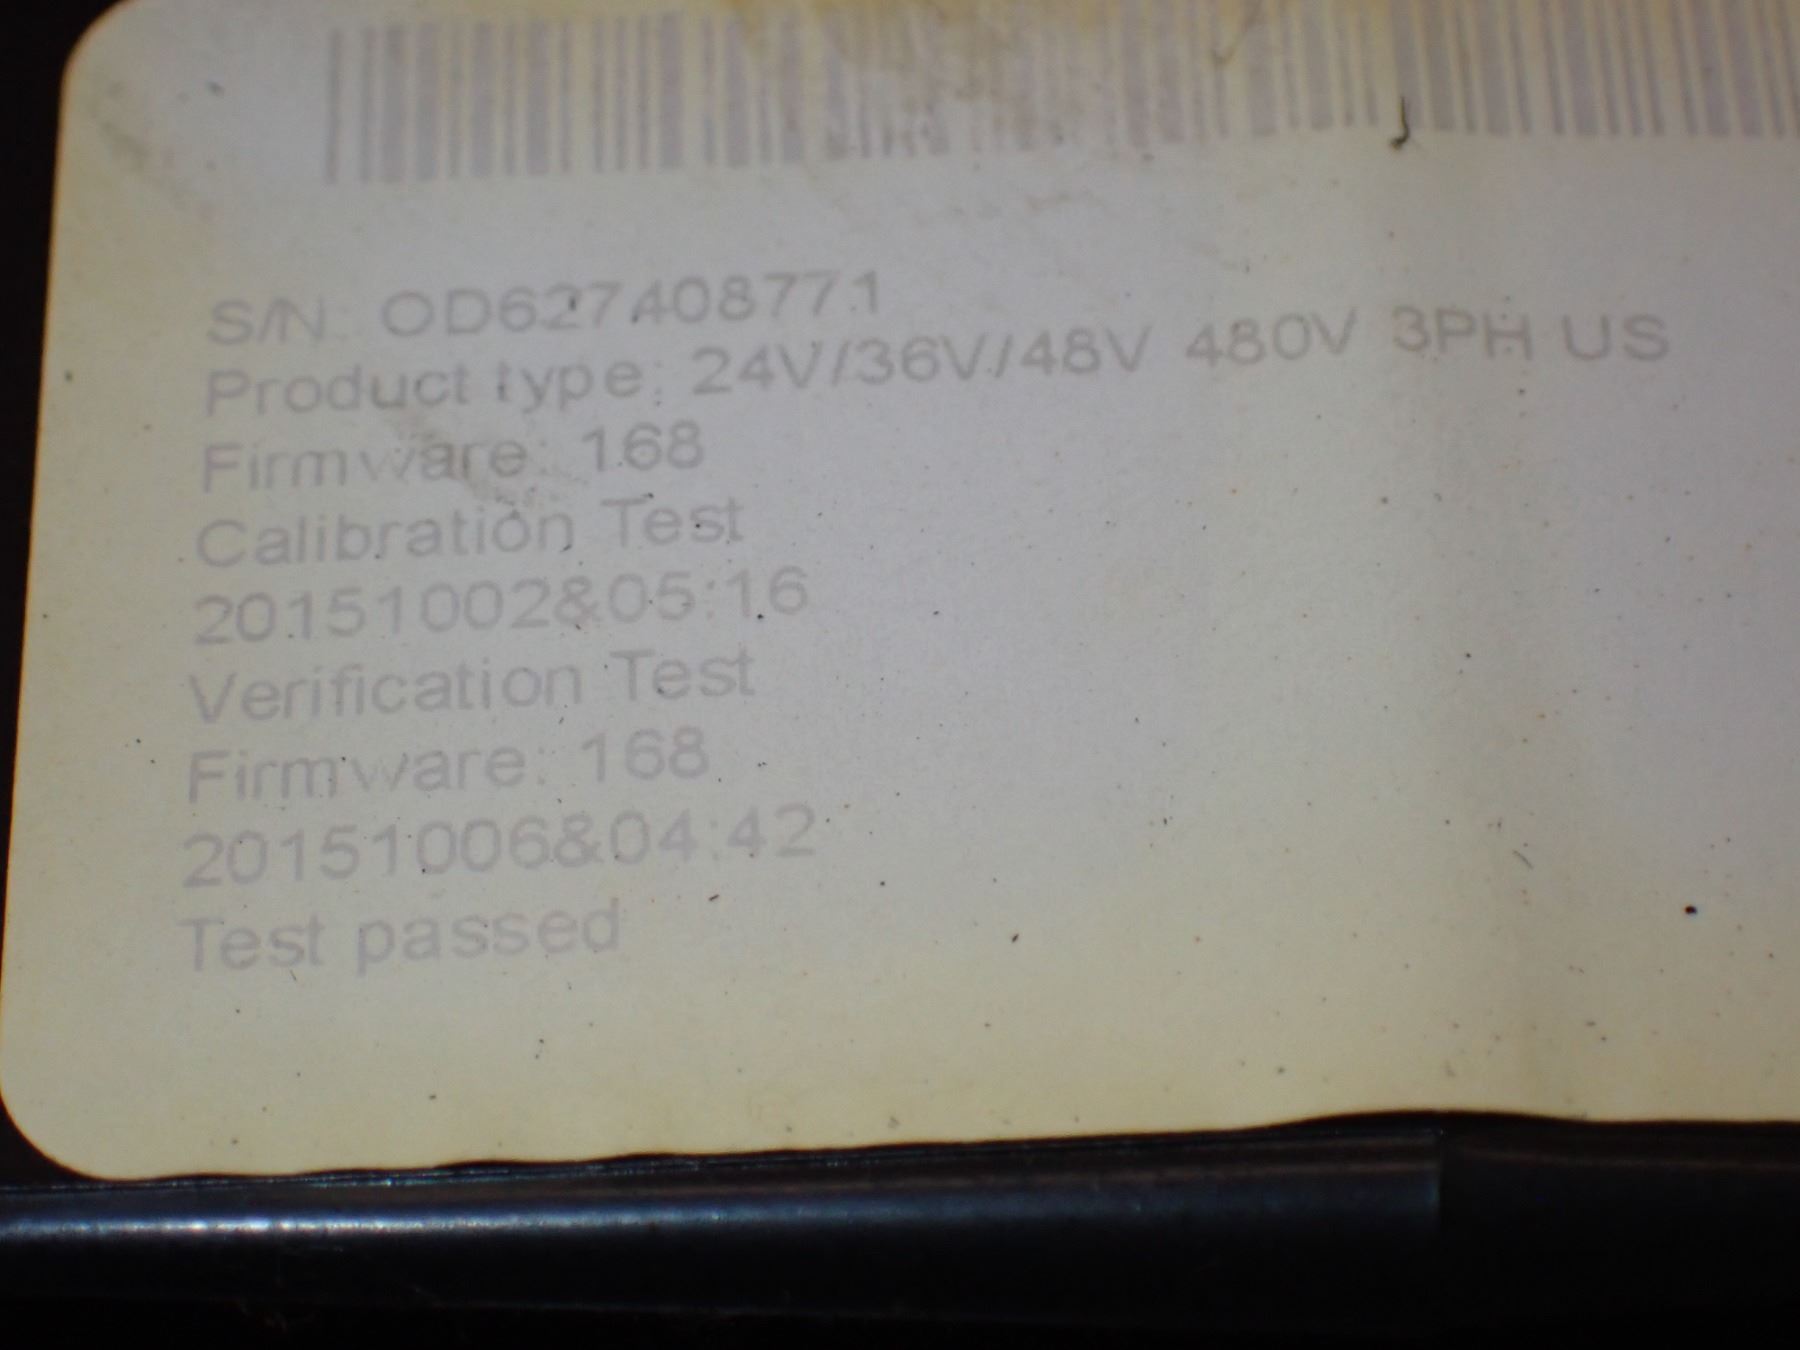 S/N: OD627408771
Product type: 24V/36V/48V 480V 3PH US
Firmware: 168
Calibration Test
20151002&05:16
Verification Test
Firmware: 168
20151006&04:42
Test passed